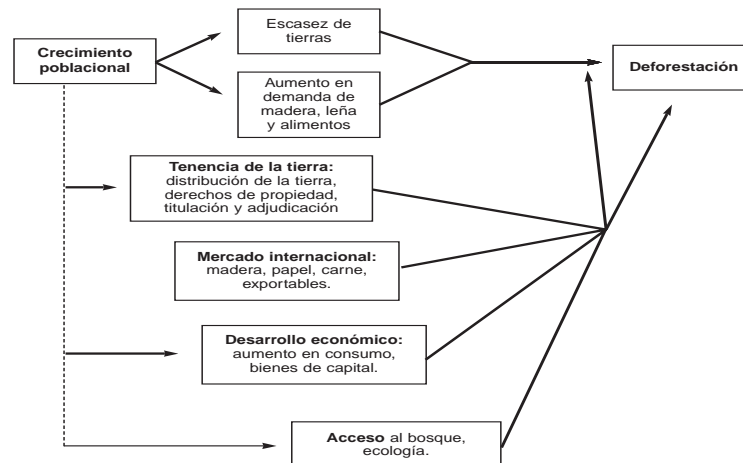 Escasez de
tierras
Crecimiento
poblacional
Deforestación
Aumento en
demanda de
madera, leña
y alimentos
Tenencia de la tierra:
distribución de la tierra,
derechos de propiedad,
titulación y adjudicación
Mercado internacional:
madera, papel, carne,
exportables.
Desarrollo económico:
aumento en consumo,
bienes de capital.
Acceso al bosque,
ecología.